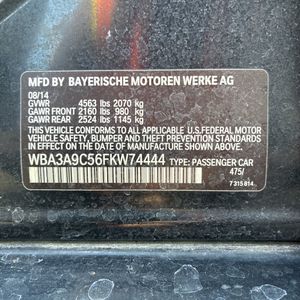 MFD BY BAYERISCHE MOTOREN WERKE AG
08/14
GVWR 4563 lbs 2070 kg
GAWR FRONT 2160 lbs 980 kg
GAWR REAR 2524 lbs 1145 kg
THIS VEHICLE CONFORMS TO ALL APPLICABLE
U.S. FEDERAL MOTOR VEHICLE SAFETY, BUMPER,
AND THEFT PREVENTION STANDARDS IN EFFECT ON
THE DATE OF MANUFACTURE SHOWN ABOVE.
WBA3A9C56FKW74444 TYPE: PASSENGER CAR
475/
7 315 814